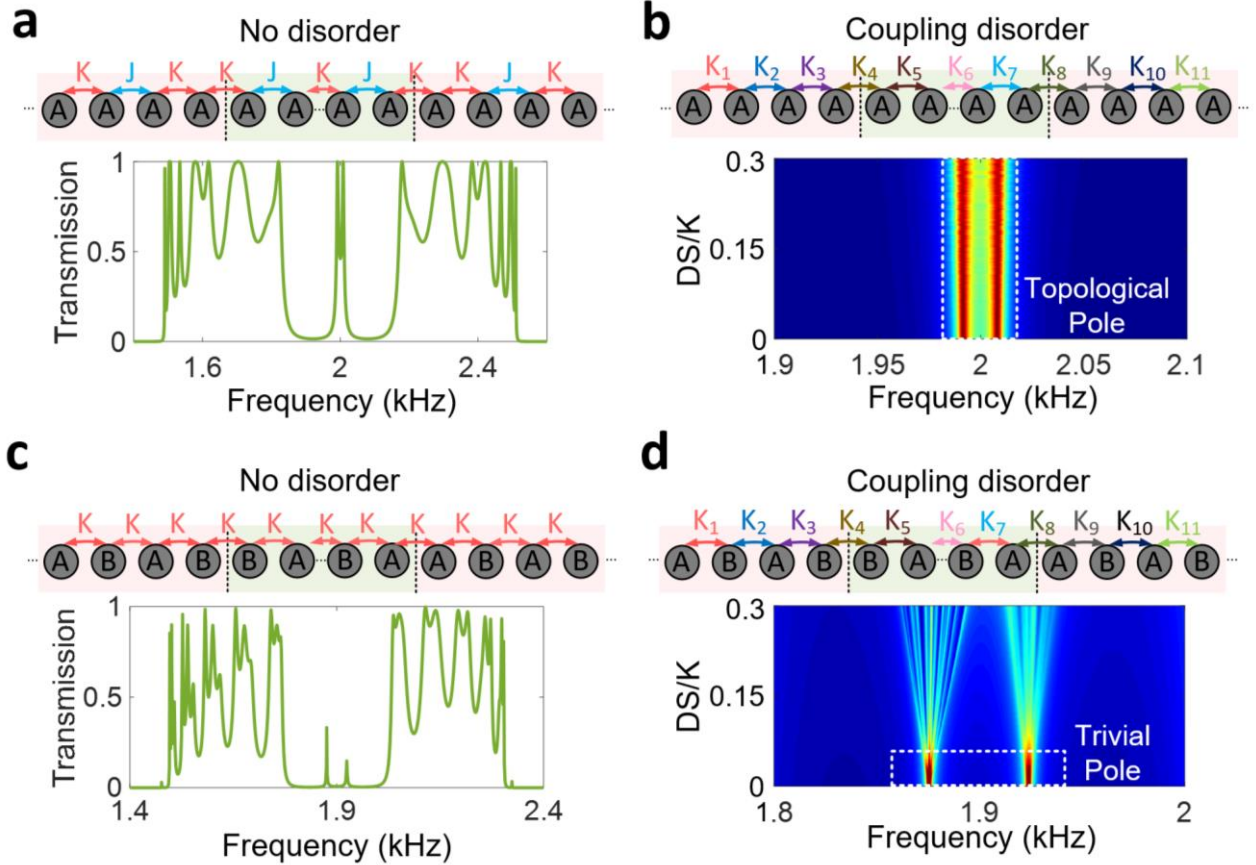 a
No disorder
K J K K J K J K K J K
... A A A A A A ... A A A A A A ...
Transmission
1
0.5
0
1.6 2 2.4
Frequency (kHz)
b
Coupling disorder
K1 K2 K3 K4 K5 K6 K7 K8 K9 K10 K11
... A A A A A A ... A A A A A A ...
DS/K
0.3
0.15
0
Topological
Pole
1.9 1.95 2 2.05 2.1
Frequency (kHz)
c
No disorder
K K K K K K K K K K
... A B A B B A ... B A A B A B ...
Transmission
1
0.5
0
1.4 1.9 2.4
Frequency (kHz)
d
Coupling disorder
K1 K2 K3 K4 K5 K6 K7 K8 K9 K10 K11
... A B A B B A ... B A A B A B ...
DS/K
0.3
0.15
0
Trivial
Pole
1.8 1.9 2
Frequency (kHz)